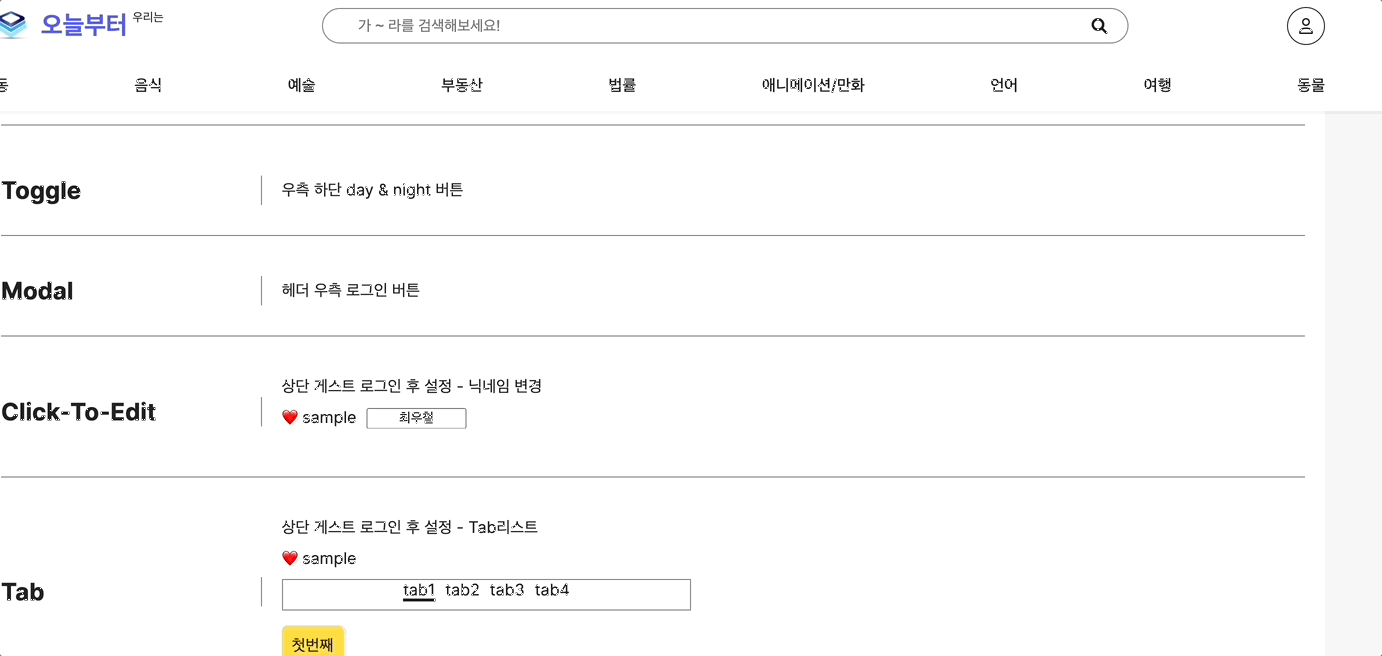 오늘부터 우리는
가 ~ 라를 검색해보세요!
동 음식 예술 부동산 법률 애니메이션/만화 언어 여행 동물
Toggle
우측 하단 day & night 버튼
Modal
헤더 우측 로그인 버튼
Click-To-Edit
상단 게스트 로그인 후 설정 - 닉네임 변경
sample 최우철
Tab
상단 게스트 로그인 후 설정 - Tab리스트
sample
tab1 tab2 tab3 tab4
첫번째